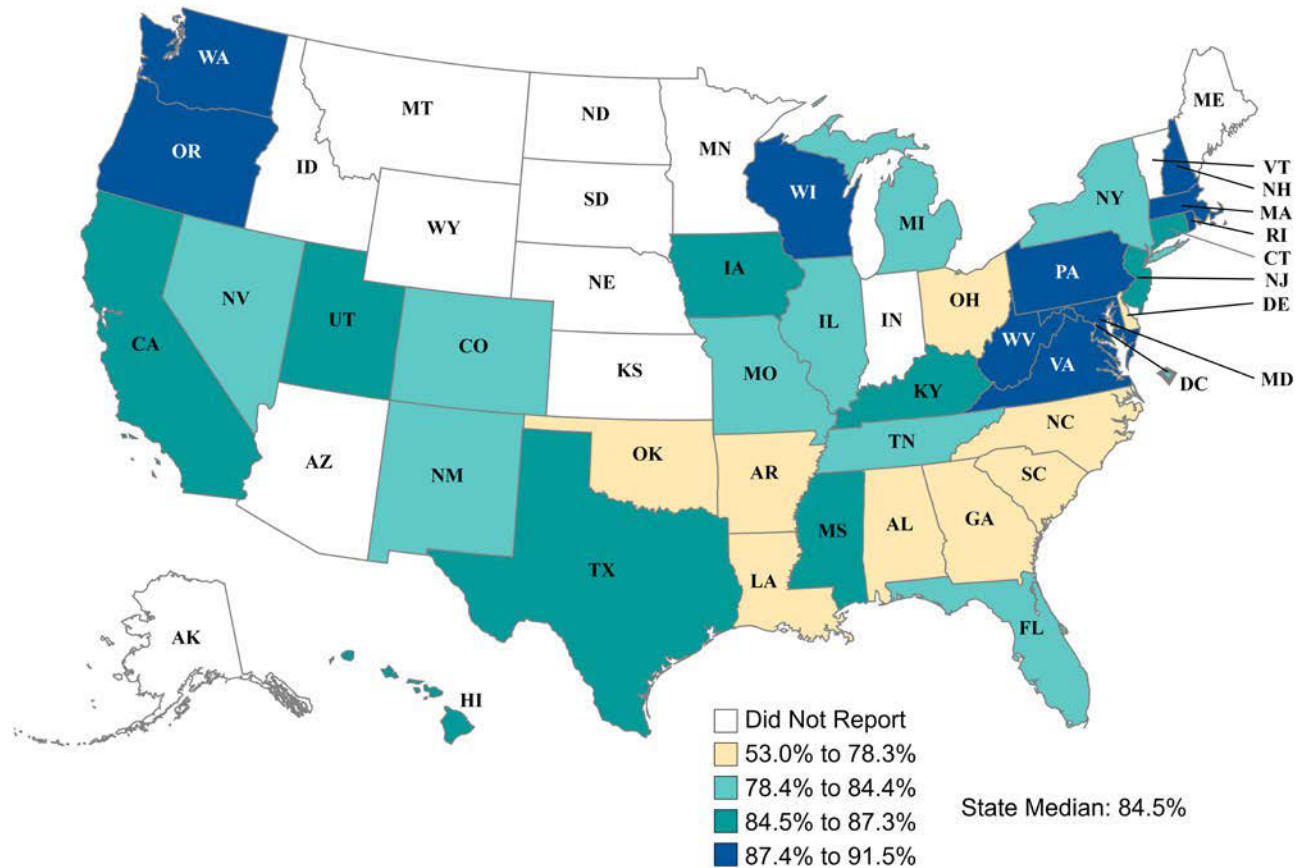 WA
MT
ND
MN
ME
OR
ID
SD
WI
MI
NY
VT
NH
MA
RI
CT
NJ
DE
MD
DC
WY
NE
IA
PA
NV
UT
CO
KS
MO
IL
IN
OH
WV
VA
CA
KY
AZ
NM
OK
AR
TN
NC
SC
TX
LA
MS
AL
GA
FL
AK
HI
Did Not Report
53.0% to 78.3%
78.4% to 84.4%
84.5% to 87.3%
87.4% to 91.5%
State Median: 84.5%